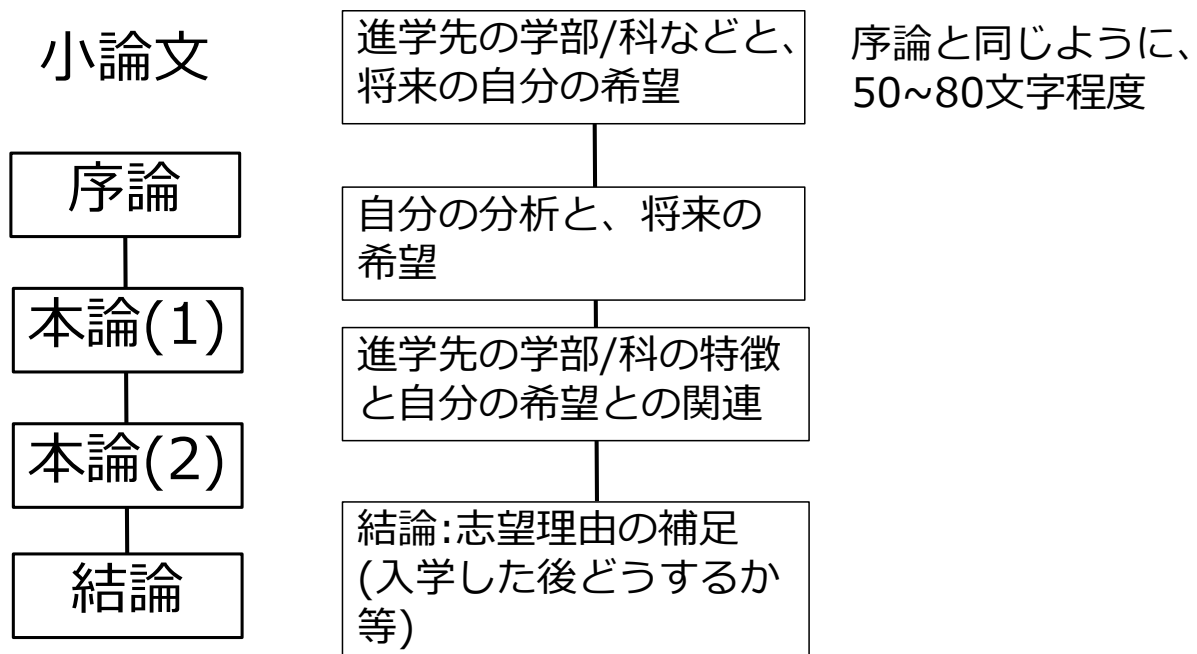 小論文
序論
本論(1)
本論(2)
結論
進学先の学部/科などと、
将来の自分の希望
自分の分析と、将来の
希望
進学先の学部/科の特徴
と自分の希望との関連
結論:志望理由の補足
(入学した後どうするか
等)
序論と同じように、
50~80文字程度